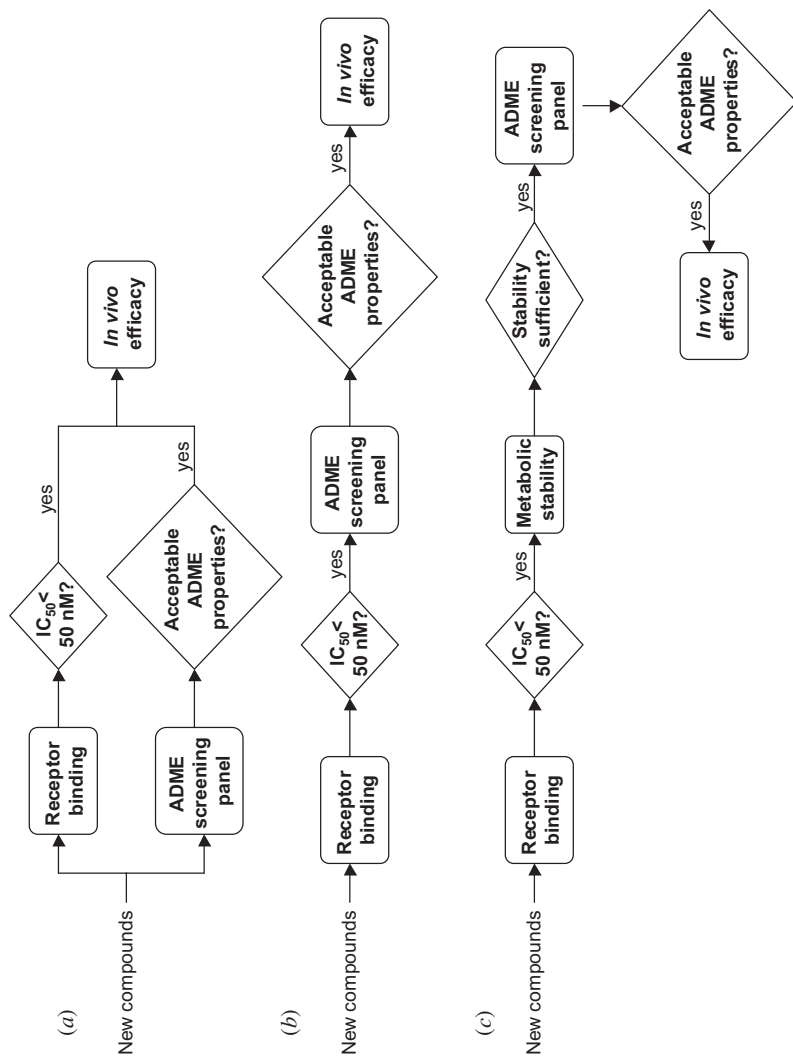 (a)
New compounds
Receptor
binding
IC50<
50 nM?
yes
ADME
screening
panel
Acceptable
ADME
properties?
yes
In vivo
efficacy
(b)
New compounds
Receptor
binding
IC50<
50 nM?
yes
ADME
screening
panel
Acceptable
ADME
properties?
yes
In vivo
efficacy
(c)
New compounds
Receptor
binding
IC50<
50 nM?
yes
Metabolic
stability
Stability
sufficient?
yes
ADME
screening
panel
Acceptable
ADME
properties?
yes
In vivo
efficacy